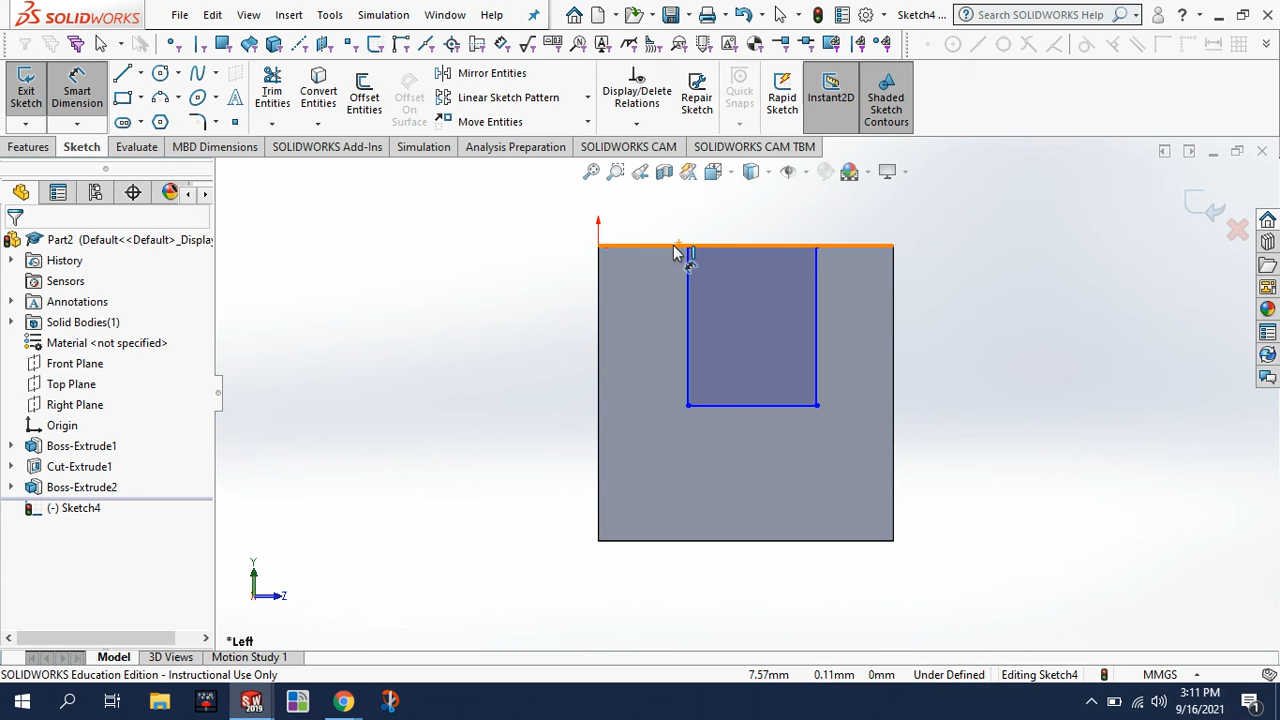 SOLIDWORKS File Edit View Insert Tools Simulation Window Help Sketch4 ... Search SOLIDWORKS Help
Exit Sketch
Smart Dimension
Trim Entities
Convert Entities
Offset Entities
Offset On Surface
Mirror Entities
Linear Sketch Pattern
Move Entities
Display/Delete Relations
Repair Sketch
Quick Snaps
Rapid Sketch
Instant2D
Shaded Sketch Contours
Features Sketch Evaluate MBD Dimensions SOLIDWORKS Add-Ins Simulation Analysis Preparation SOLIDWORKS CAM SOLIDWORKS CAM TBM
Part2 (Default<<Default>_Display
History
Sensors
Annotations
Solid Bodies(1)
Material <not specified>
Front Plane
Top Plane
Right Plane
Origin
Boss-Extrude1
Cut-Extrude1
Boss-Extrude2
(-) Sketch4
Y
Z
*Left
Model 3D Views Motion Study 1
SOLIDWORKS Education Edition - Instructional Use Only 7.57mm 0.11mm 0mm Under Defined Editing Sketch4 MMGS
SW
2019
3:11 PM
9/16/2021
1